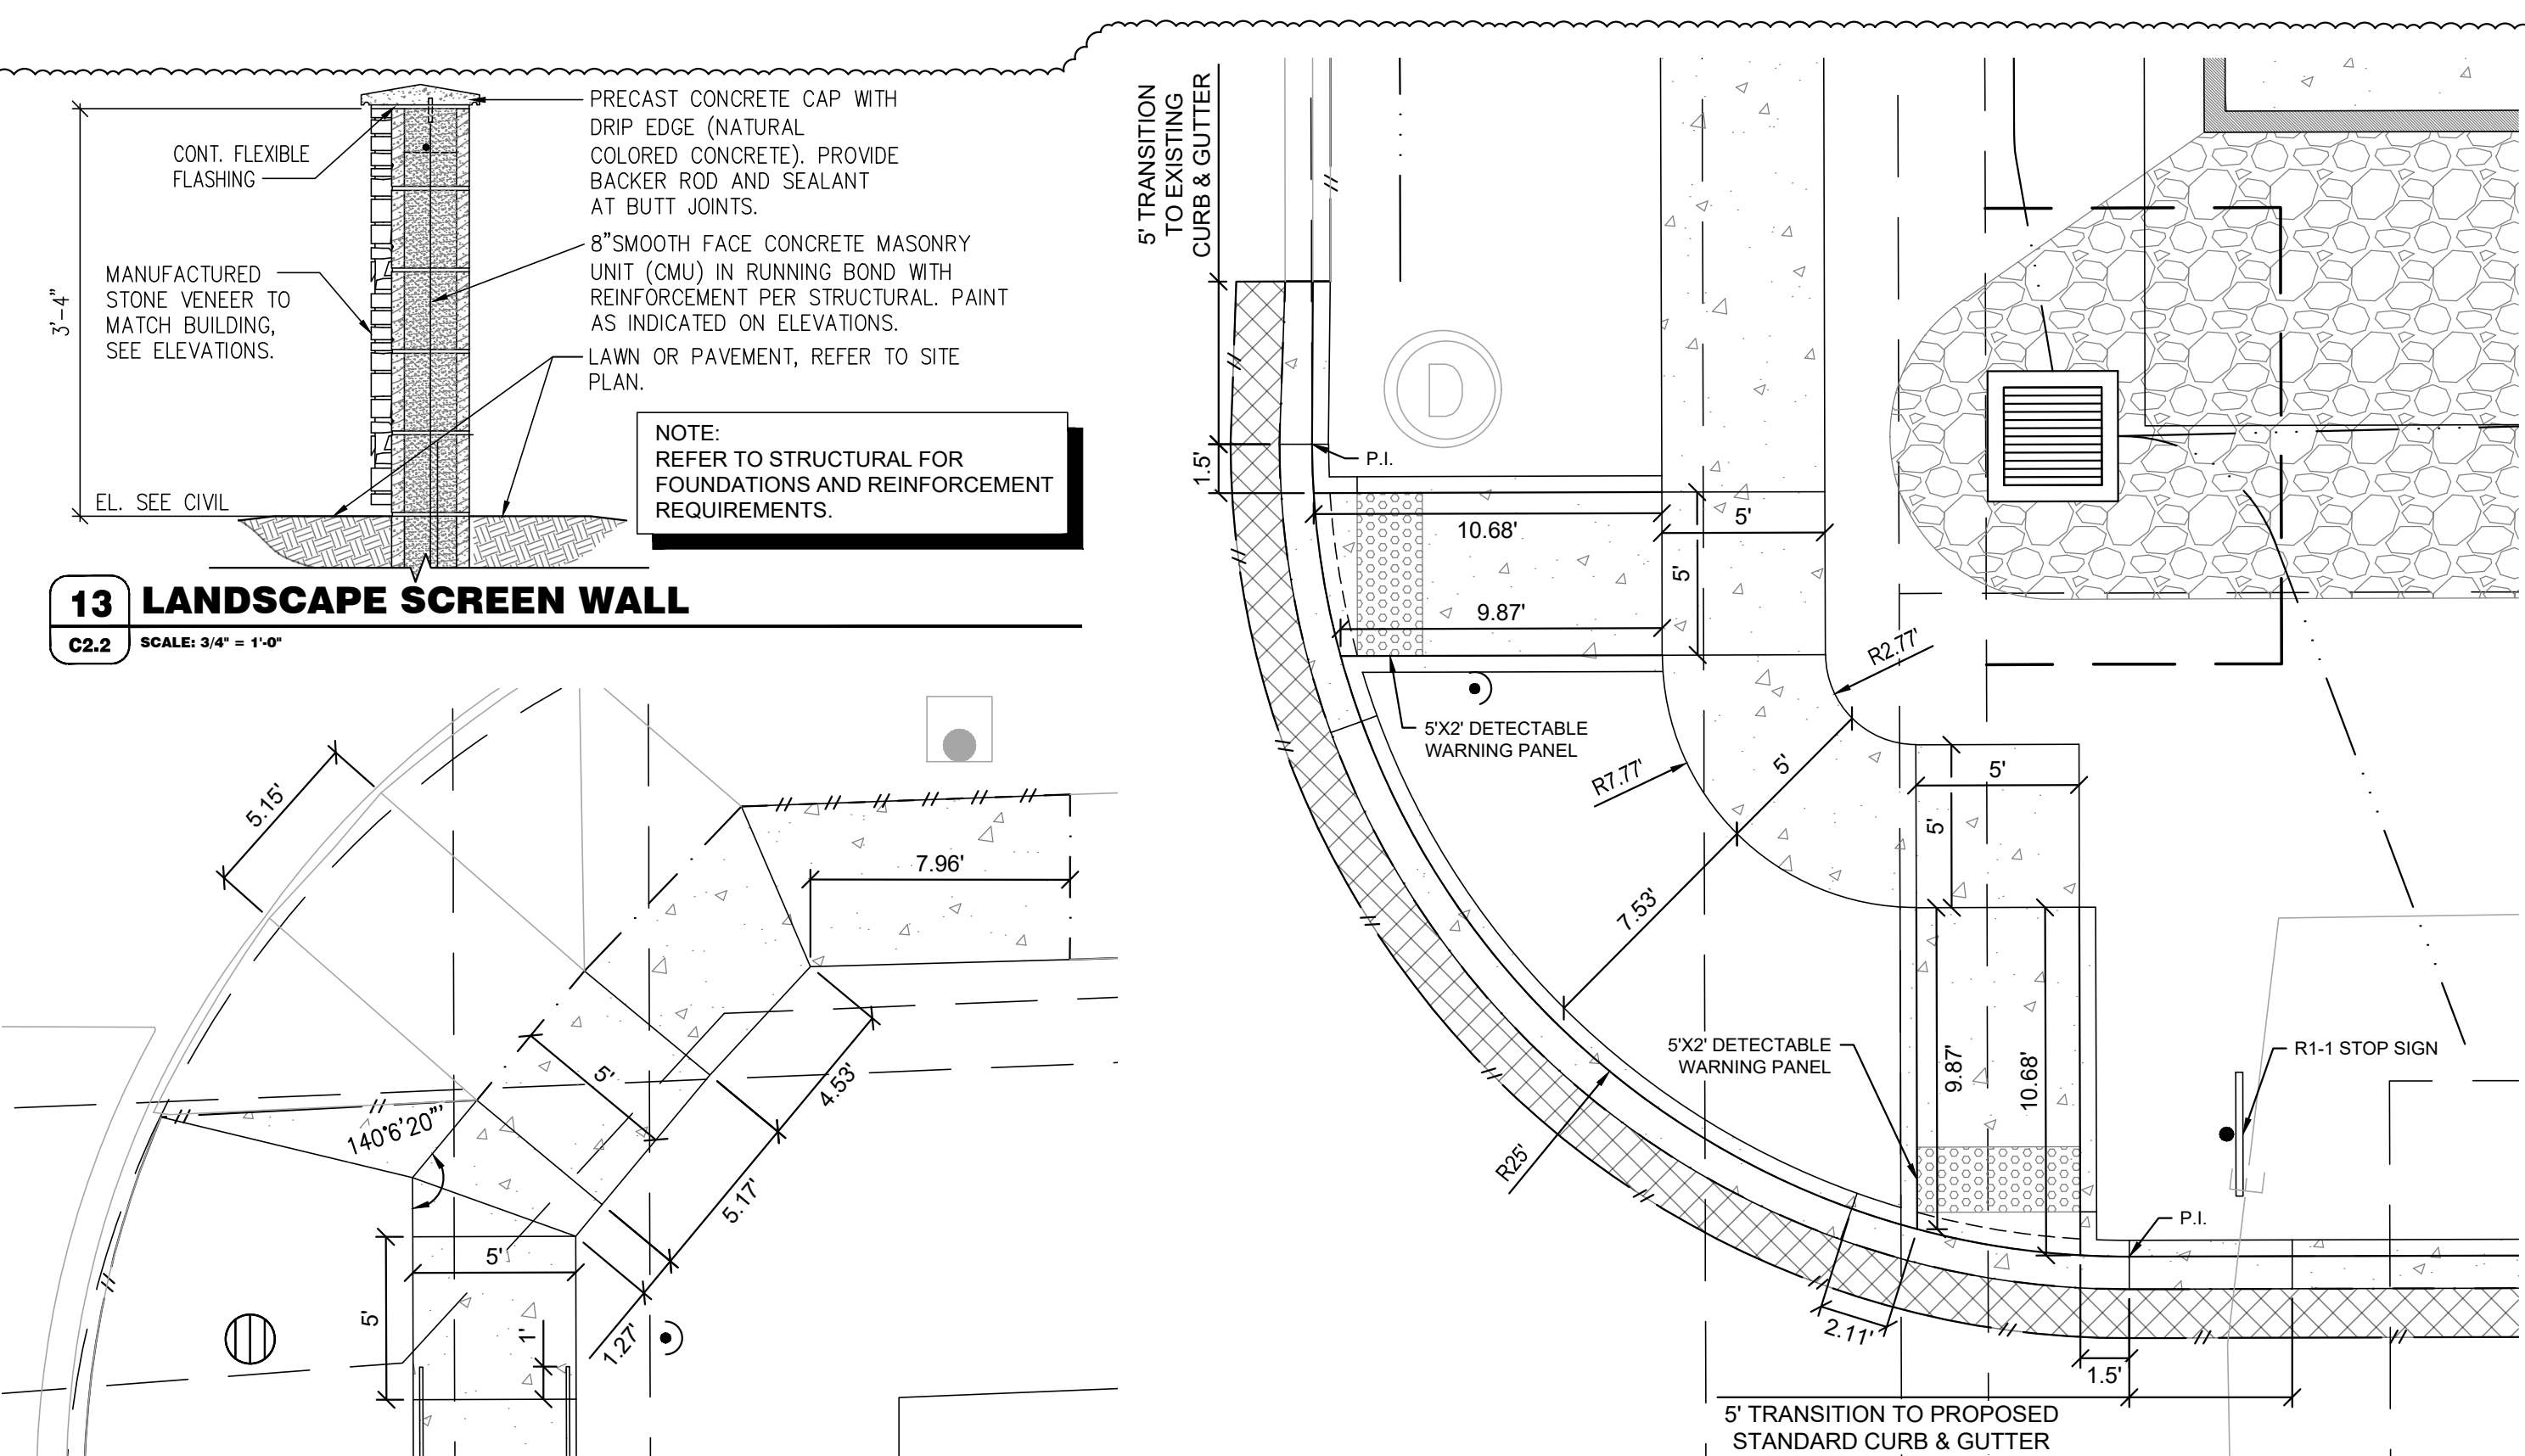 PRECAST CONCRETE CAP WITH
DRIP EDGE (NATURAL
COLORED CONCRETE). PROVIDE
BACKER ROD AND SEALANT
AT BUTT JOINTS.
CONT. FLEXIBLE
FLASHING
8"SMOOTH FACE CONCRETE MASONRY
UNIT (CMU) IN RUNNING BOND WITH
REINFORCEMENT PER STRUCTURAL. PAINT
AS INDICATED ON ELEVATIONS.
MANUFACTURED
STONE VENEER TO
MATCH BUILDING,
SEE ELEVATIONS.
3'-4"
LAWN OR PAVEMENT, REFER TO SITE
PLAN.
EL. SEE CIVIL
NOTE:
REFER TO STRUCTURAL FOR
FOUNDATIONS AND REINFORCEMENT
REQUIREMENTS.
13
LANDSCAPE SCREEN WALL
C2.2
SCALE: 3/4" = 1'-0"
5.15'
7.96'
5'
4.53'
140°6'20"'
5.17'
5'
5'
1'
1.27'
5' TRANSITION
TO EXISTING
CURB & GUTTER
D
1.5'
P.I.
10.68'
5'
5'
9.87'
R2.77'
5'X2' DETECTABLE
WARNING PANEL
R7.77'
5'
5'
5'
7.53'
5'X2' DETECTABLE
WARNING PANEL
9.87'
10.68'
R1-1 STOP SIGN
R25'
P.I.
2.11'
1.5'
5' TRANSITION TO PROPOSED
STANDARD CURB & GUTTER